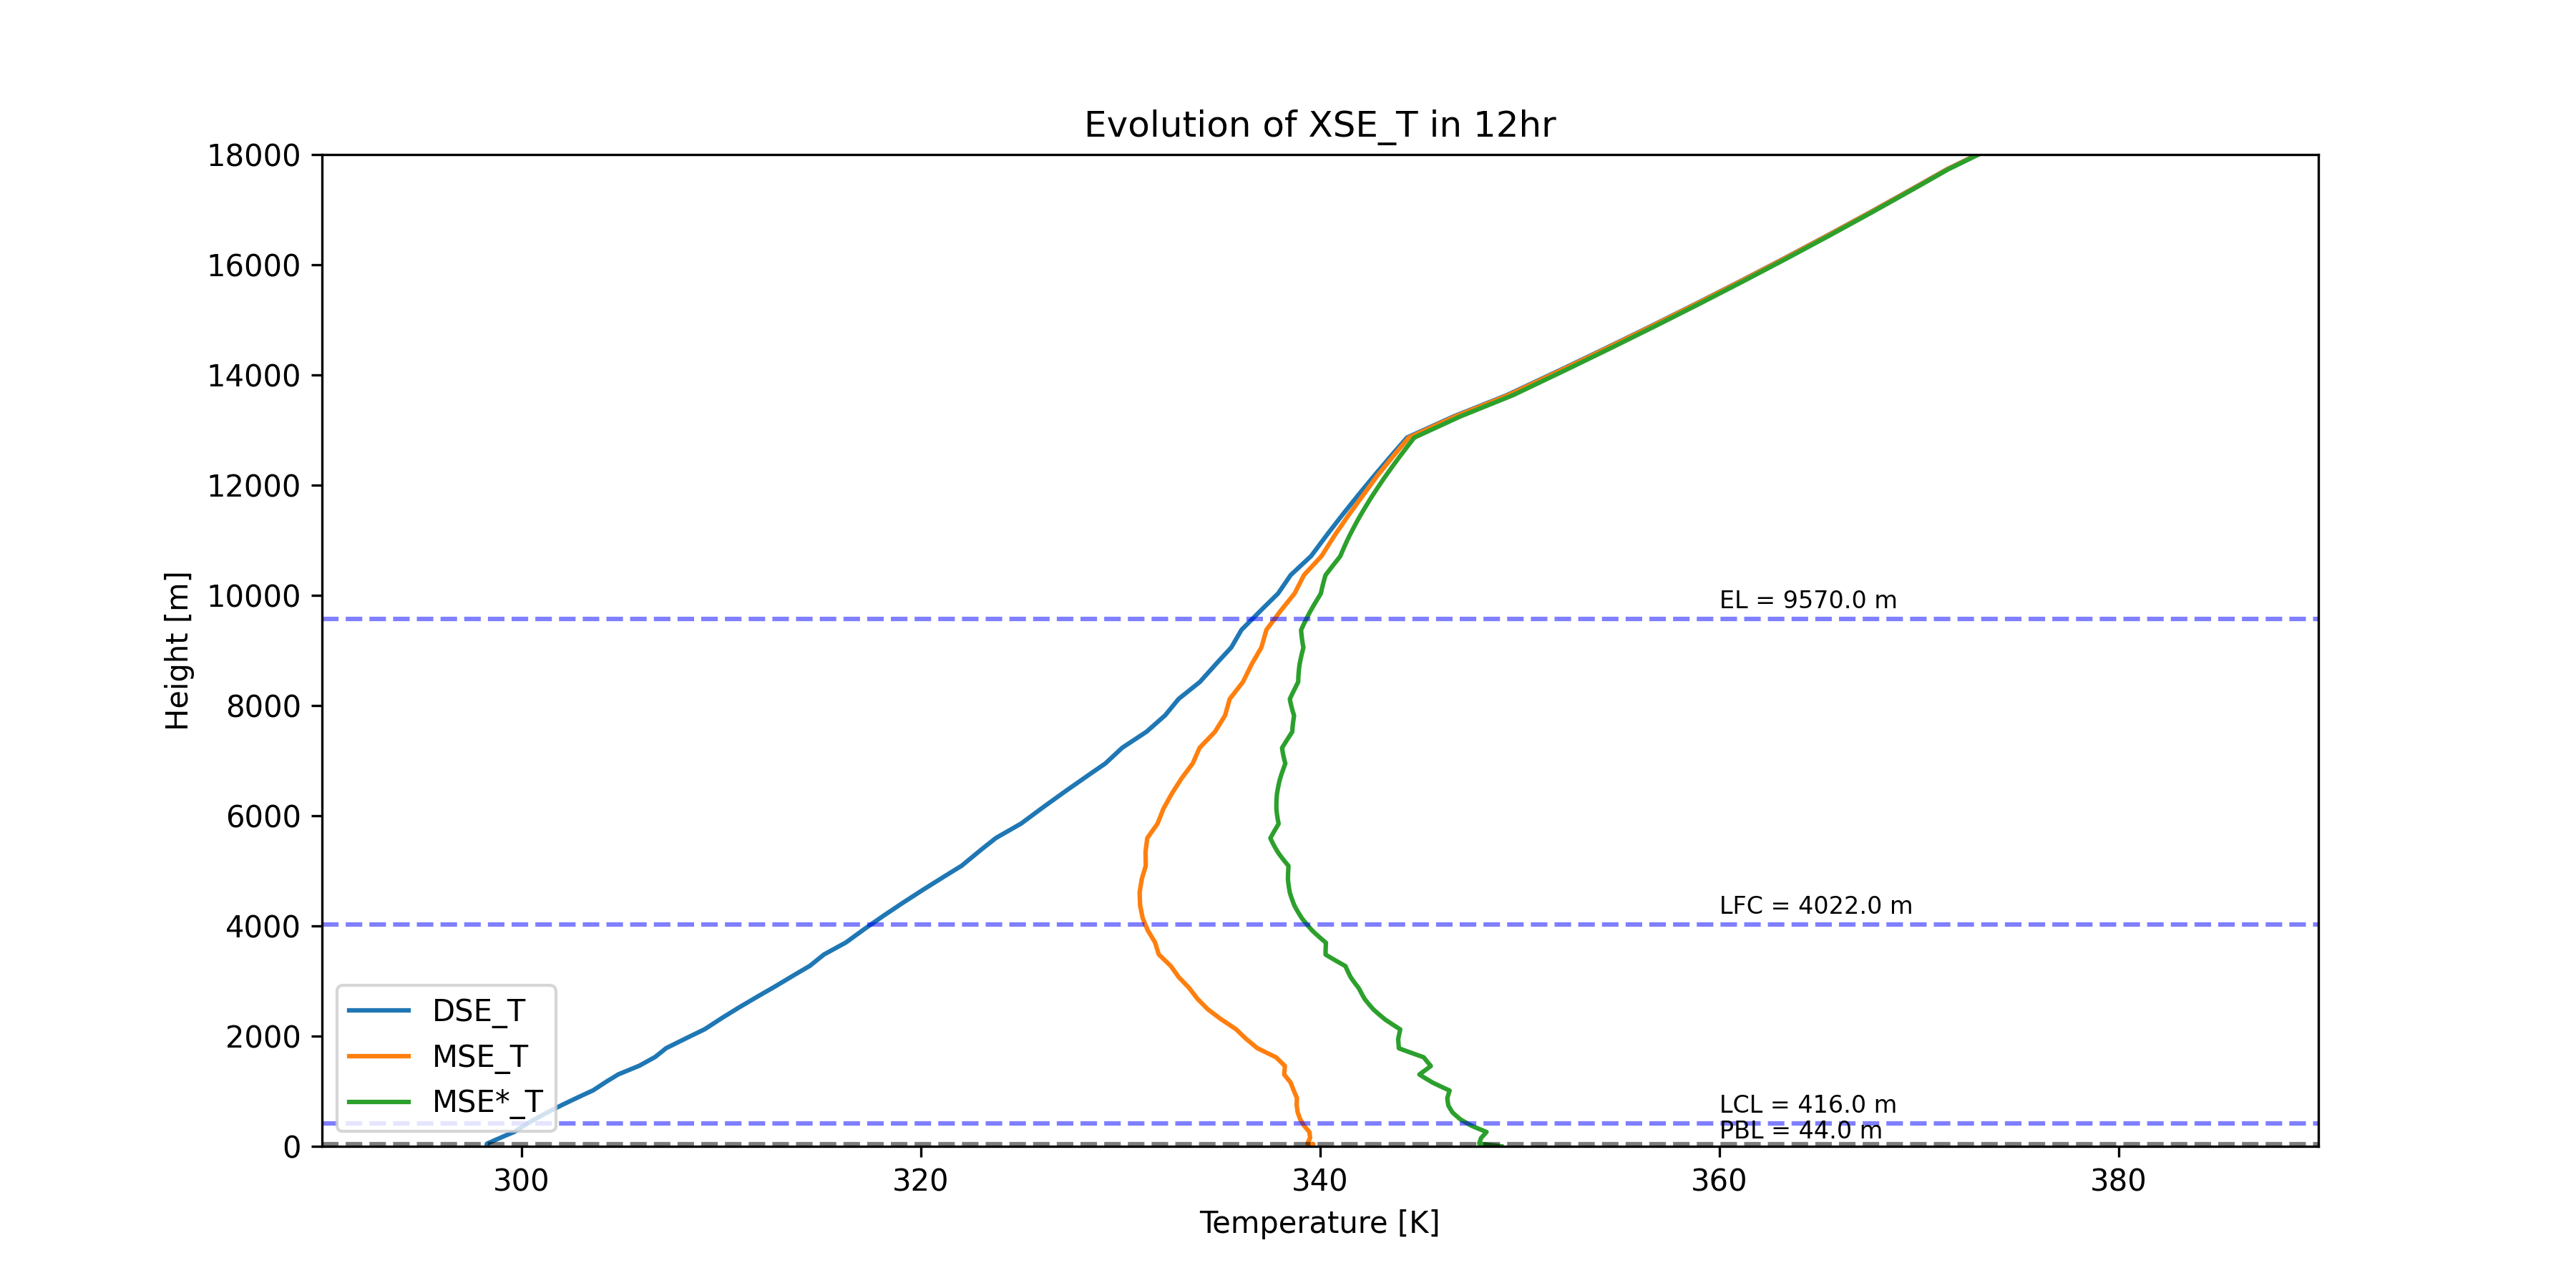 Evolution of XSE_T in 12hr
18000
16000
14000
12000
10000
8000
6000
4000
2000
0
Height [m]
EL = 9570.0 m
LFC = 4022.0 m
LCL = 416.0 m
PBL = 44.0 m
DSE_T
MSE_T
MSE*_T
300
320
340
360
380
Temperature [K]